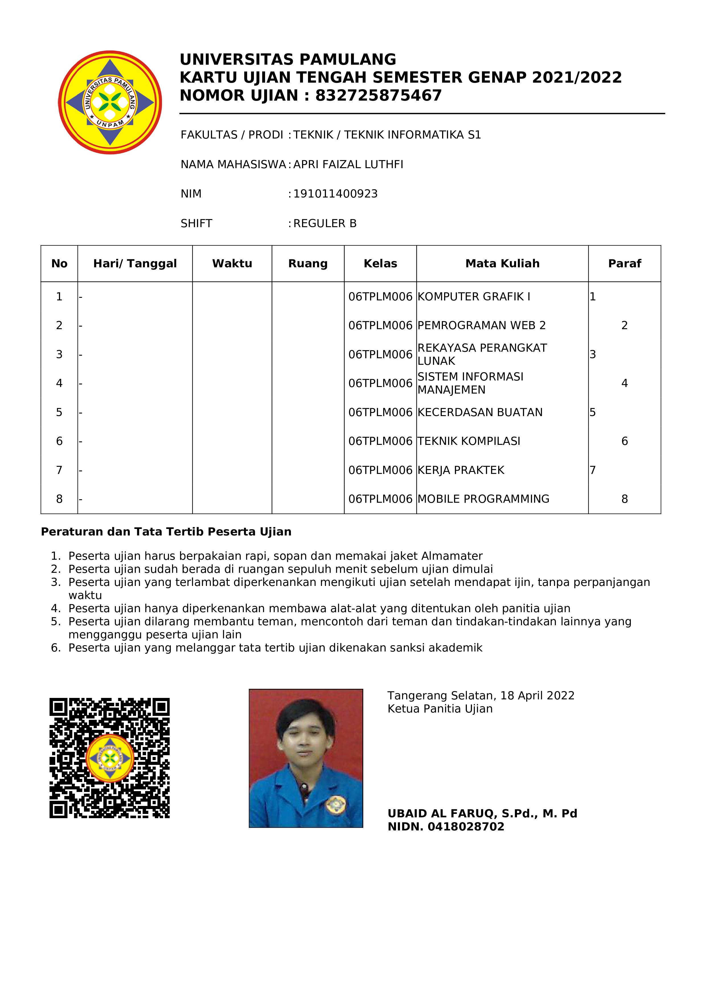 UNIVERSITAS PAMULANG
UNPAM
UNIVERSITAS PAMULANG
KARTU UJIAN TENGAH SEMESTER GENAP 2021/2022
NOMOR UJIAN : 832725875467
FAKULTAS / PRODI : TEKNIK / TEKNIK INFORMATIKA S1
NAMA MAHASISWA : APRI FAIZAL LUTHFI
NIM : 191011400923
SHIFT : REGULER B
No Hari/ Tanggal Waktu Ruang Kelas Mata Kuliah Paraf
1 - 06TPLM006 KOMPUTER GRAFIK I 1
2 - 06TPLM006 PEMROGRAMAN WEB 2 2
3 - 06TPLM006 REKAYASA PERANGKAT
LUNAK 3
4 - 06TPLM006 SISTEM INFORMASI
MANAJEMEN 4
5 - 06TPLM006 KECERDASAN BUATAN 5
6 - 06TPLM006 TEKNIK KOMPILASI 6
7 - 06TPLM006 KERJA PRAKTEK 7
8 - 06TPLM006 MOBILE PROGRAMMING 8
Peraturan dan Tata Tertib Peserta Ujian
1. Peserta ujian harus berpakaian rapi, sopan dan memakai jaket Almamater
2. Peserta ujian sudah berada di ruangan sepuluh menit sebelum ujian dimulai
3. Peserta ujian yang terlambat diperkenankan mengikuti ujian setelah mendapat ijin, tanpa perpanjangan
waktu
4. Peserta ujian hanya diperkenankan membawa alat-alat yang ditentukan oleh panitia ujian
5. Peserta ujian dilarang membantu teman, mencontoh dari teman dan tindakan-tindakan lainnya yang
mengganggu peserta ujian lain
6. Peserta ujian yang melanggar tata tertib ujian dikenakan sanksi akademik
UNIVERSITAS PAMULANG
UNPAM
Tangerang Selatan, 18 April 2022
Ketua Panitia Ujian
UBAID AL FARUQ, S.Pd., M. Pd
NIDN. 0418028702